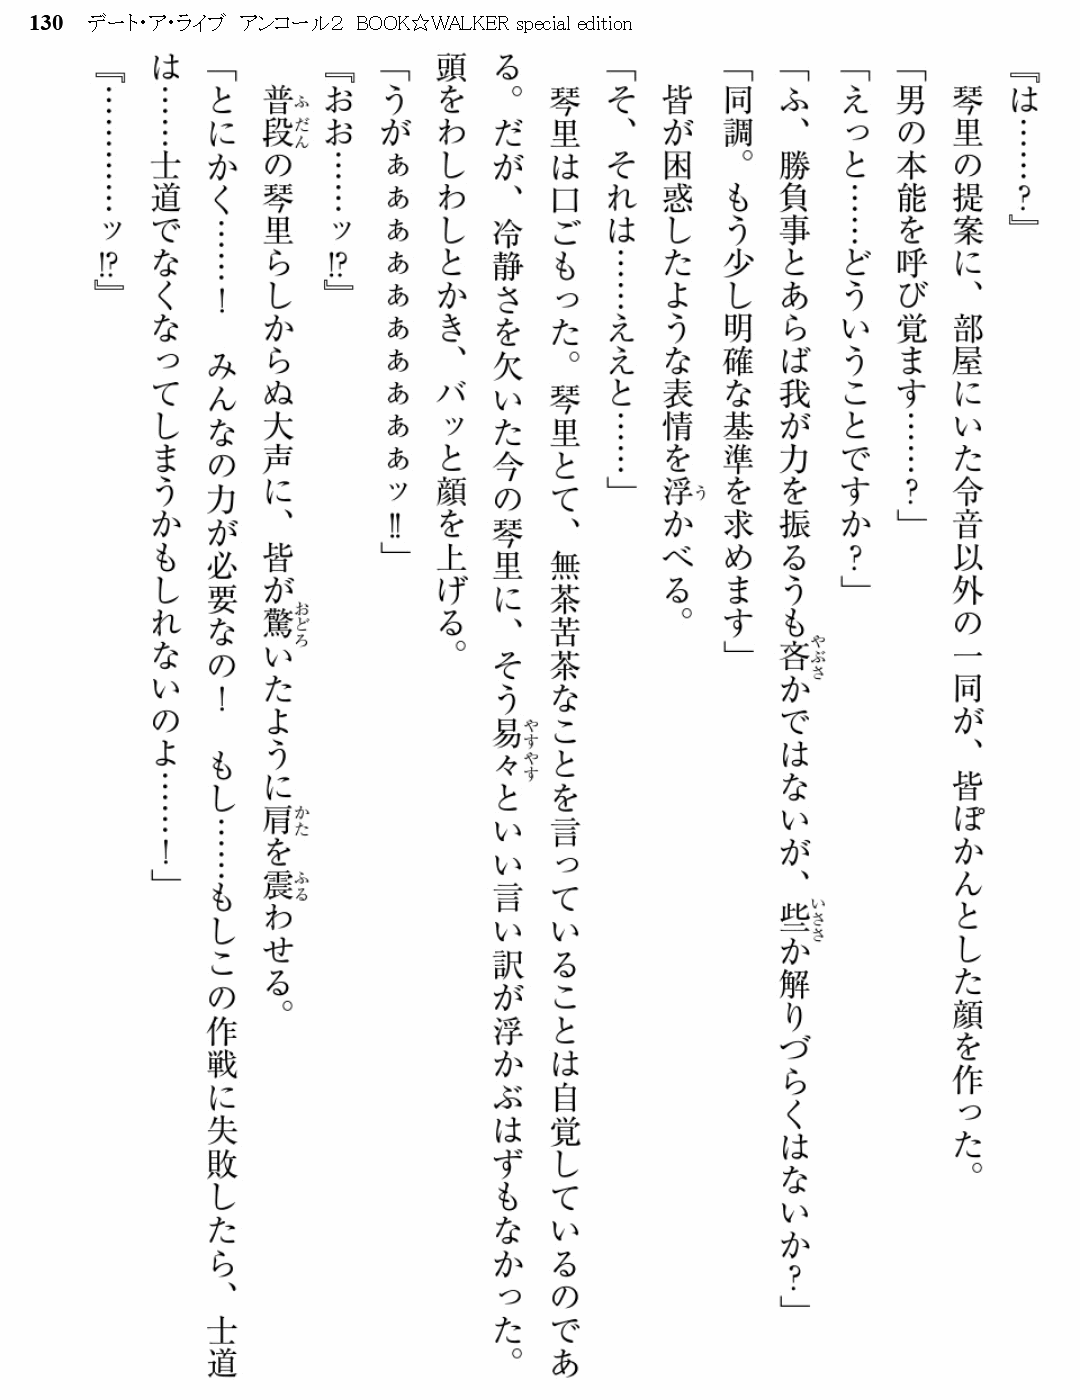 130 デート・ア・ライブ アンコール2 BOOK☆WALKER special edition
『は……？』
　琴里の提案に、部屋にいた令音以外の一同が、皆ぽかんとした顔を作った。
「男の本能を呼び覚ます……？」
「えっと……どういうことですか？」
「ふ、勝負事とあらば我が力を振るうも吝かではないが、些か解りづらくはないか？」
「同調。もう少し明確な基準を求めます」
　皆が困惑したような表情を浮かべる。
「そ、それは……ええと……」
　琴里は口ごもった。琴里とて、無茶苦茶なことを言っていることは自覚しているのであ
る。だが、冷静さを欠いた今の琴里に、そう易々といい言い訳が浮かぶはずもなかった。
頭をわしわしとかき、バッと顔を上げる。
「うがぁぁぁぁぁぁぁぁぁぁッ‼」
『おお……ッ⁉』
　普段の琴里らしからぬ大声に、皆が驚いたように肩を震わせる。
「とにかく……！　みんなの力が必要なの！　もし……もしこの作戦に失敗したら、士道
は……士道でなくなってしまうかもしれないのよ……！」
『…………ッ⁉』